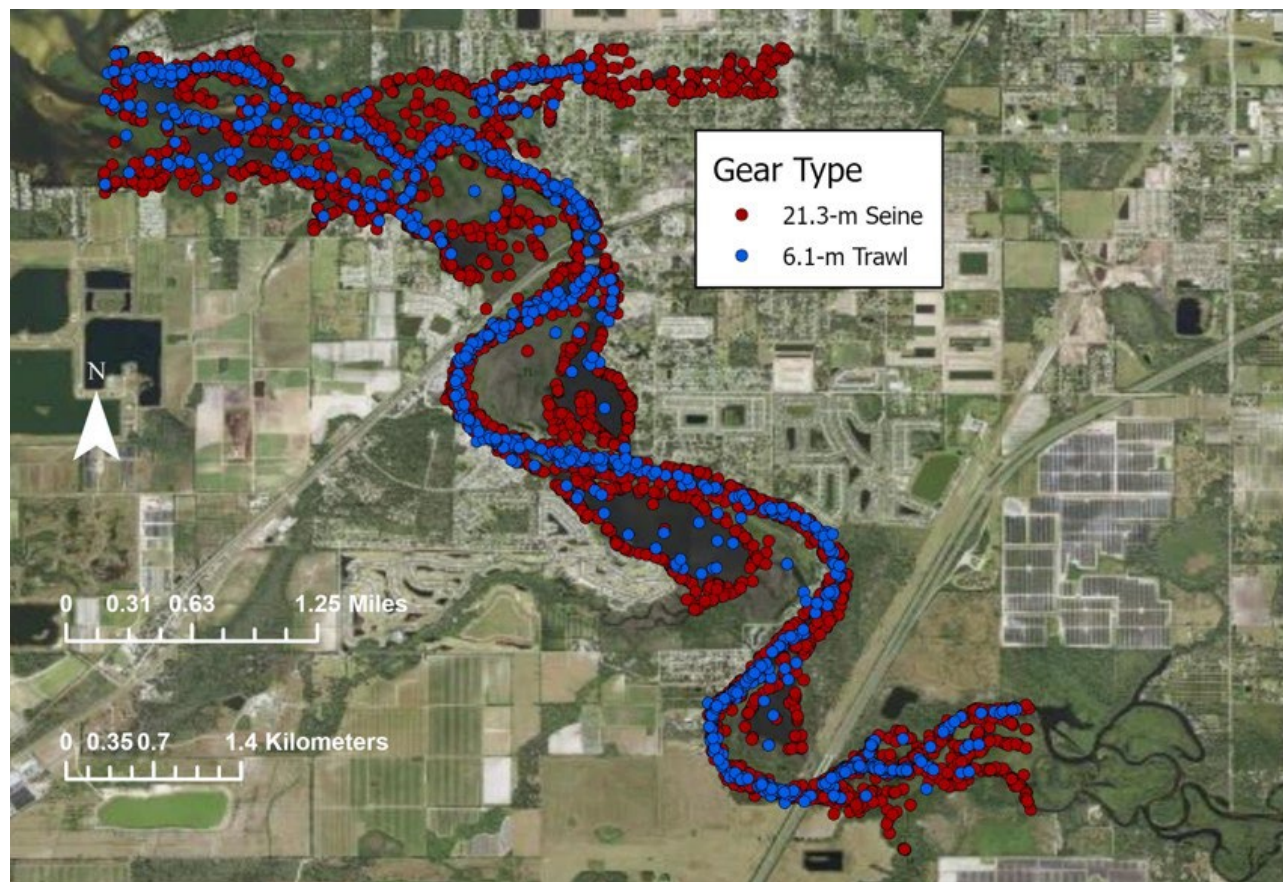 Gear Type
21.3-m Seine
6.1-m Trawl
N
0 0.31 0.63 1.25 Miles
0 0.35 0.7 1.4 Kilometers